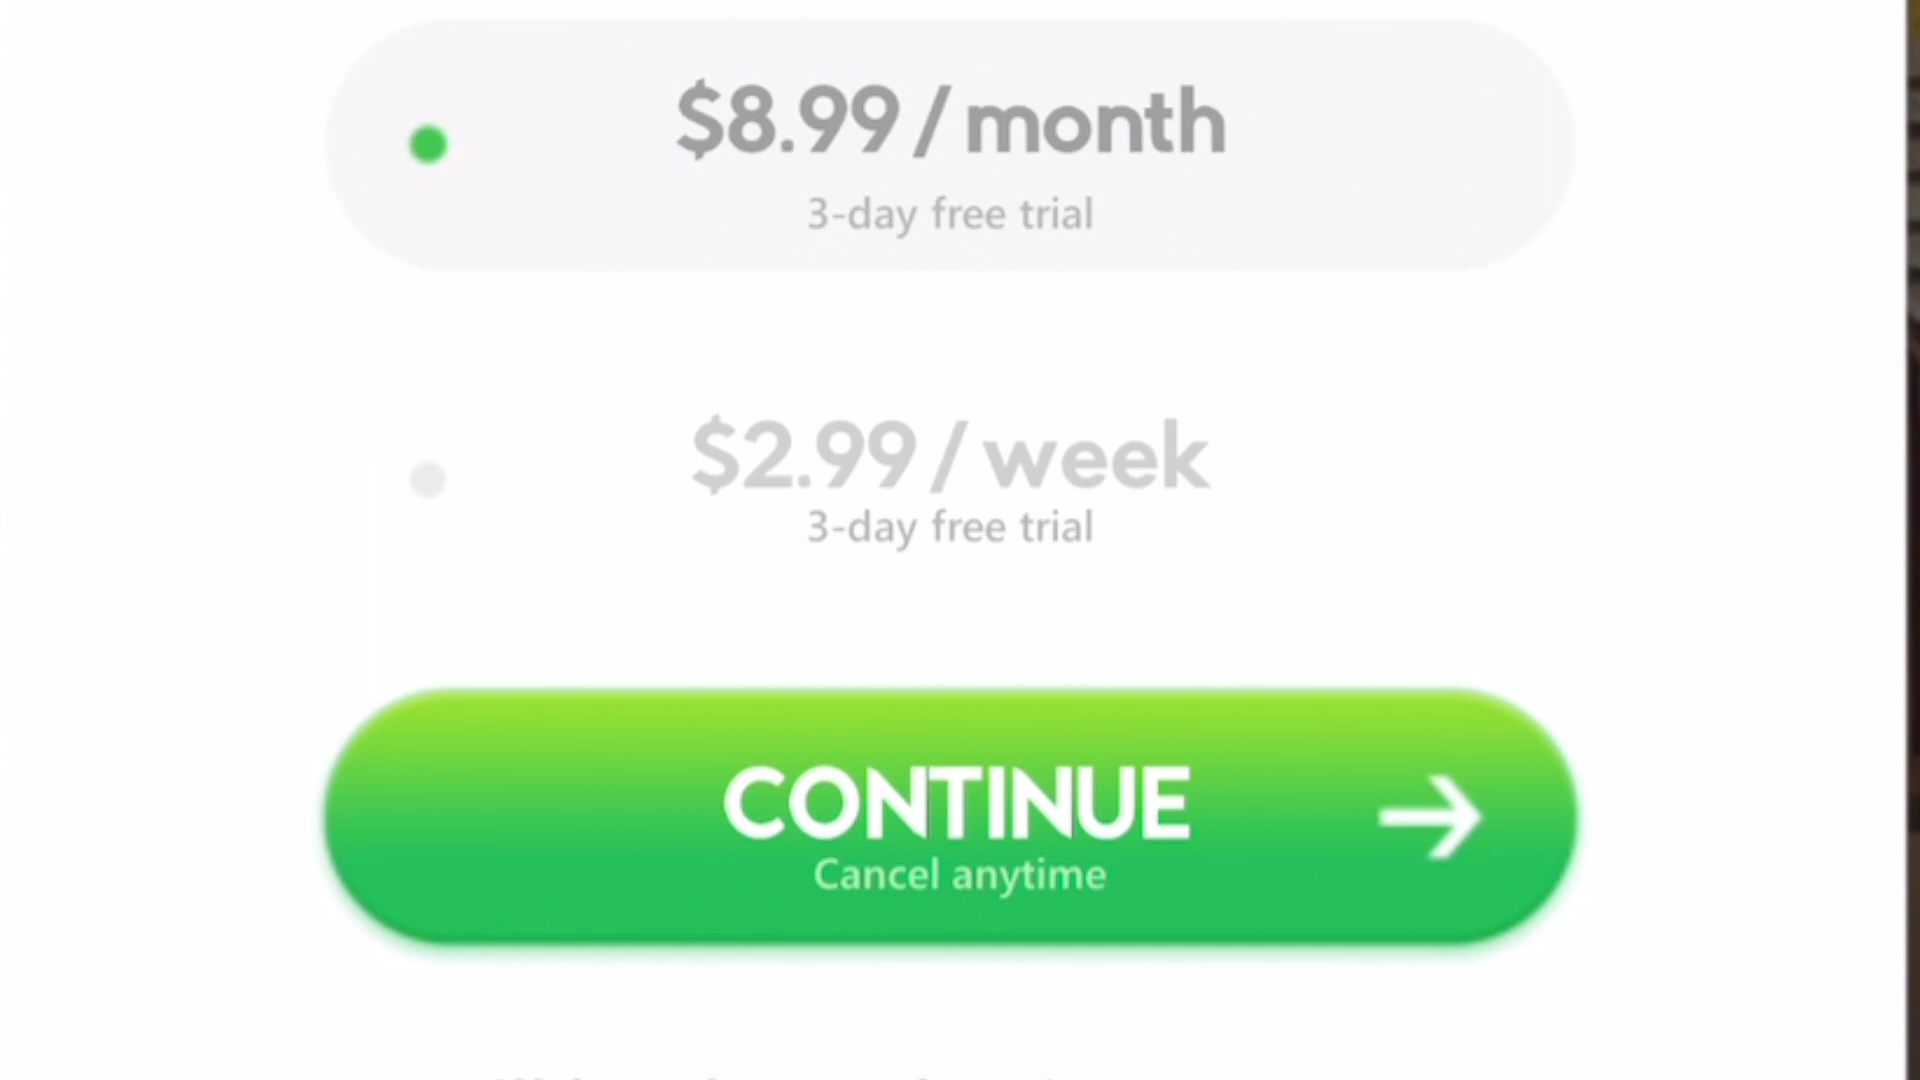 $8.99 / month
3-day free trial
$2.99 / week
3-day free trial
CONTINUE
Cancel anytime